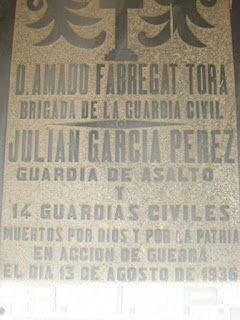 D. AMADO FABREGAT TORA
BRIGADA DE LA GUARDIA CIVIL
JULIAN GARCIA PEREZ
GUARDIA DE ASALTO
Y
14 GUARDIAS CIVILES
MUERTOS POR DIOS Y POR LA PATRIA
EN ACCION DE GUERRA
EL DIA 13 DE AGOSTO DE 1936